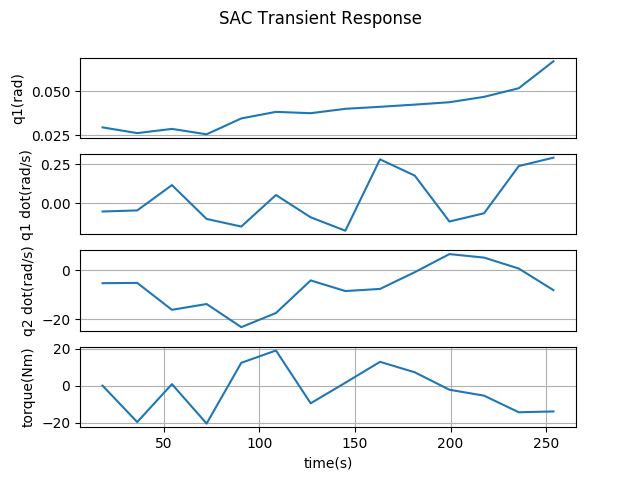 SAC Transient Response
q1(rad)
0.050
0.025
q1 dot(rad/s)
0.25
0.00
q2 dot(rad/s)
0
−20
torque(Nm)
20
0
−20
50 100 150 200 250
time(s)